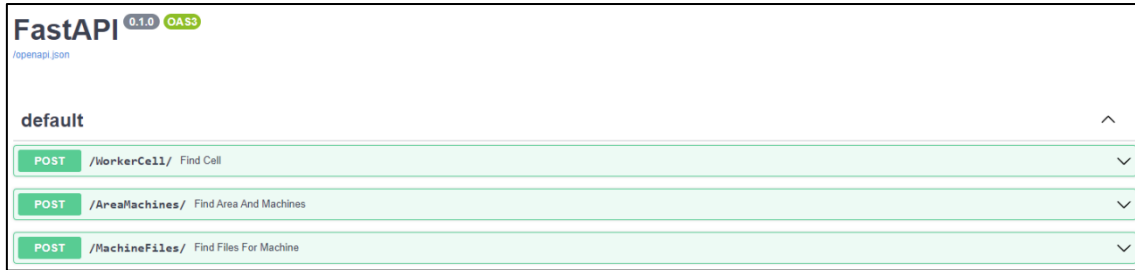 FastAPI 0.1.0 OAS3
/openapi.json
default
POST /WorkerCell/ Find Cell
POST /AreaMachines/ Find Area And Machines
POST /MachineFiles/ Find Files For Machine